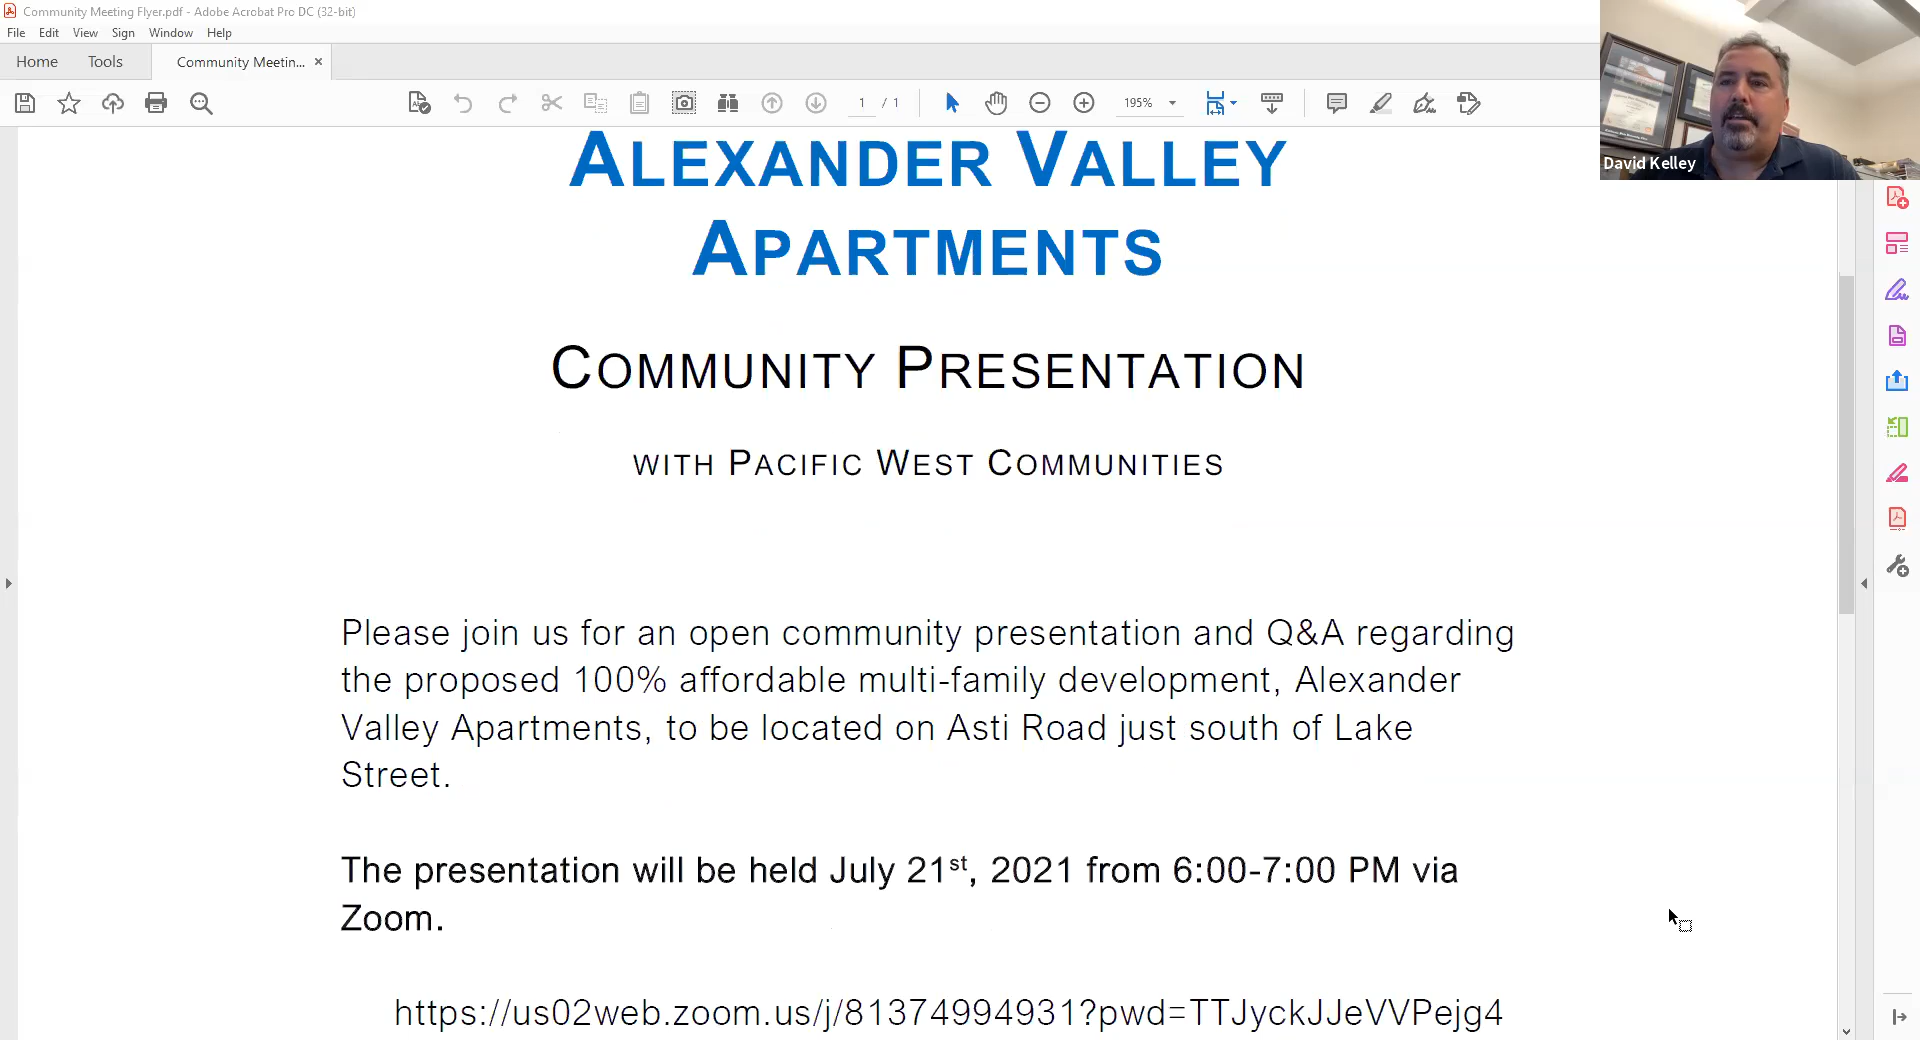 Community Meeting Flyer.pdf - Adobe Acrobat Pro DC (32-bit)
File Edit View Sign Window Help
Home Tools Community Meetin... ×
1 / 1 195%
David Kelley
ALEXANDER VALLEY
APARTMENTS
COMMUNITY PRESENTATION
WITH PACIFIC WEST COMMUNITIES
Please join us for an open community presentation and Q&A regarding
the proposed 100% affordable multi-family development, Alexander
Valley Apartments, to be located on Asti Road just south of Lake
Street.
The presentation will be held July 21st, 2021 from 6:00-7:00 PM via
Zoom.
https://us02web.zoom.us/j/81374994931?pwd=TTJyckJJeVVPejg4